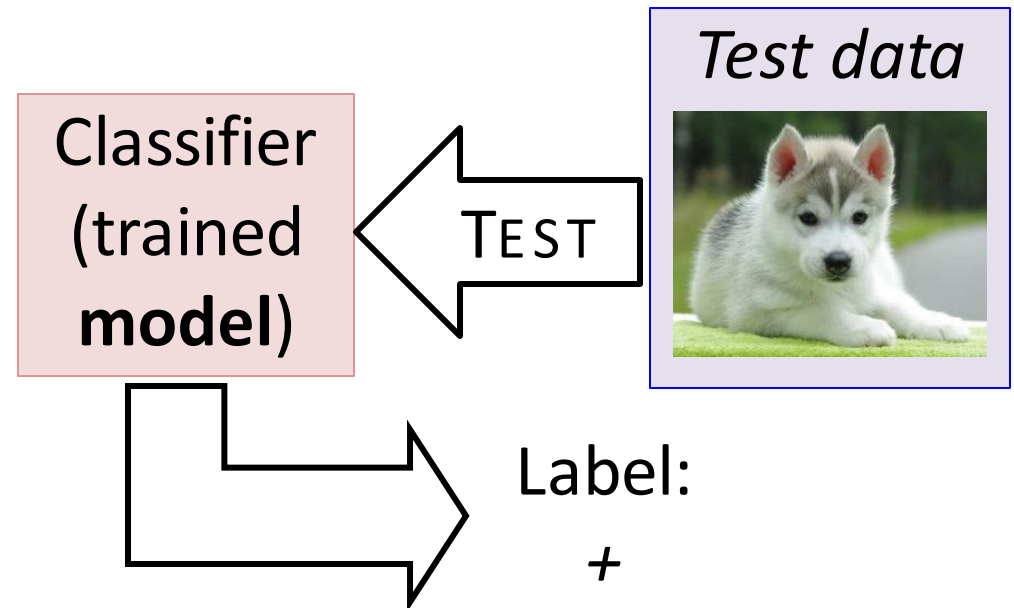 Test data
Classifier
(trained
model)
TEST
Label:
+